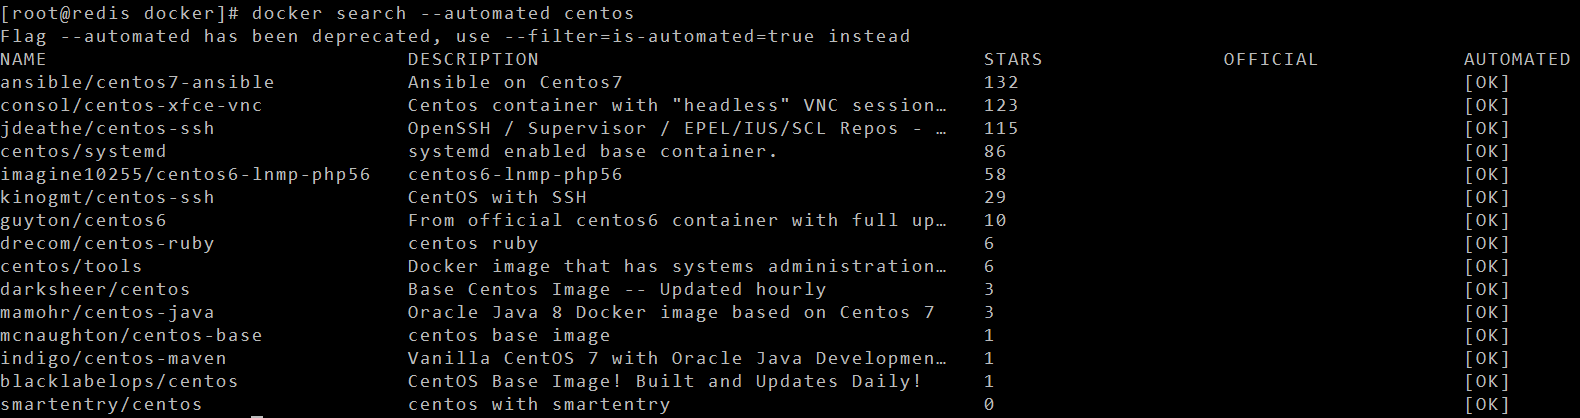 [root@redis docker]# docker search --automated centos
Flag --automated has been deprecated, use --filter=is-automated=true instead
NAME DESCRIPTION STARS OFFICIAL AUTOMATED
ansible/centos7-ansible Ansible on Centos7 132 [OK]
consol/centos-xfce-vnc Centos container with "headless" VNC session… 123 [OK]
jdeathe/centos-ssh OpenSSH / Supervisor / EPEL/IUS/SCL Repos - … 115 [OK]
centos/systemd systemd enabled base container. 86 [OK]
imagine10255/centos6-lnmp-php56 centos6-lnmp-php56 58 [OK]
kinogmt/centos-ssh CentOS with SSH 29 [OK]
guyton/centos6 From official centos6 container with full up… 10 [OK]
drecom/centos-ruby centos ruby 6 [OK]
centos/tools Docker image that has systems administration… 6 [OK]
darksheer/centos Base Centos Image -- Updated hourly 3 [OK]
mamohr/centos-java Oracle Java 8 Docker image based on Centos 7 3 [OK]
mcnaughton/centos-base centos base image 1 [OK]
indigo/centos-maven Vanilla CentOS 7 with Oracle Java Developmen… 1 [OK]
blacklabelops/centos CentOS Base Image! Built and Updates Daily! 1 [OK]
smartentry/centos centos with smartentry 0 [OK]